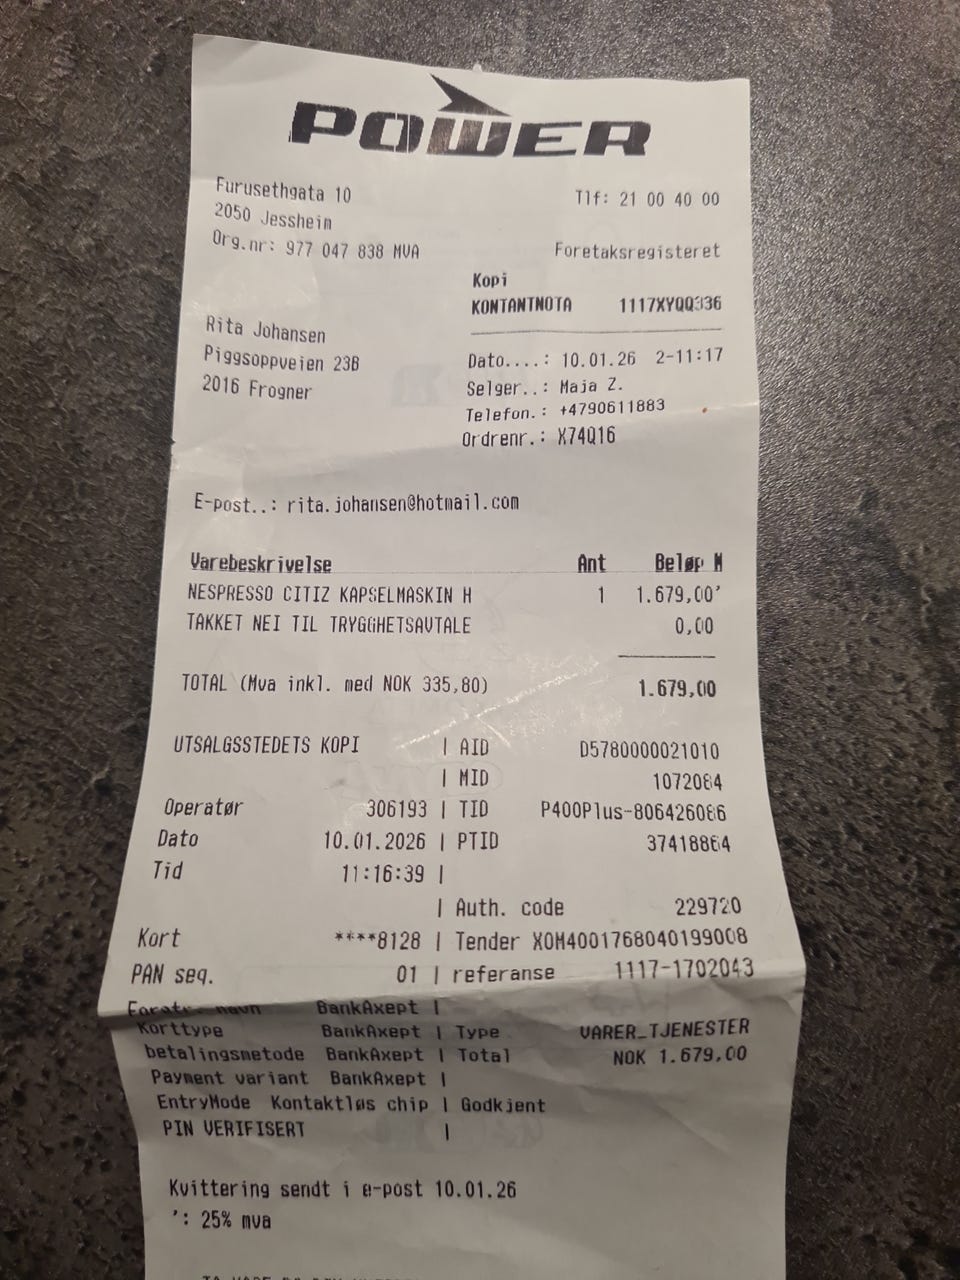 POWER
Furusethgata 10
2050 Jessheim
Org.nr: 977 047 838 MVA
Tlf: 21 00 40 00
Foretaksregisteret
Kopi
KONTANTNOTA 1117XYQQ336
Rita Johansen
Piggsoppveien 23B
2016 Frogner
Dato....: 10.01.26 2-11:17
Selger..: Maja Z.
Telefon.: +4790611883
Ordrenr.: X74Q16
E-post..: rita.johansen@hotmail.com
Varebeskrivelse Ant Beløp M
NESPRESSO CITIZ KAPSELMASKIN H 1 1.679,00'
TAKKET NEI TIL TRYGGHETSAVTALE 0,00
TOTAL (Mva inkl. med NOK 335,80) 1.679,00
UTSALGSSTEDETS KOPI | AID D5780000021010
| MID 1072084
Operatør 306193 | TID P400Plus-806426086
Dato 10.01.2026 | PTID 37418864
Tid 11:16:39 |
| Auth. code 229720
Kort ****8128 | Tender XOM4001768040199008
PAN seq. 01 | referanse 1117-1702043
navn BankAxept |
Korttype BankAxept | Type VARER_TJENESTER
betalingsmetode BankAxept | Total NOK 1.679,00
Payment variant BankAxept |
EntryMode Kontaktløs chip | Godkjent
PIN VERIFISERT |
Kvittering sendt i e-post 10.01.26
': 25% mva